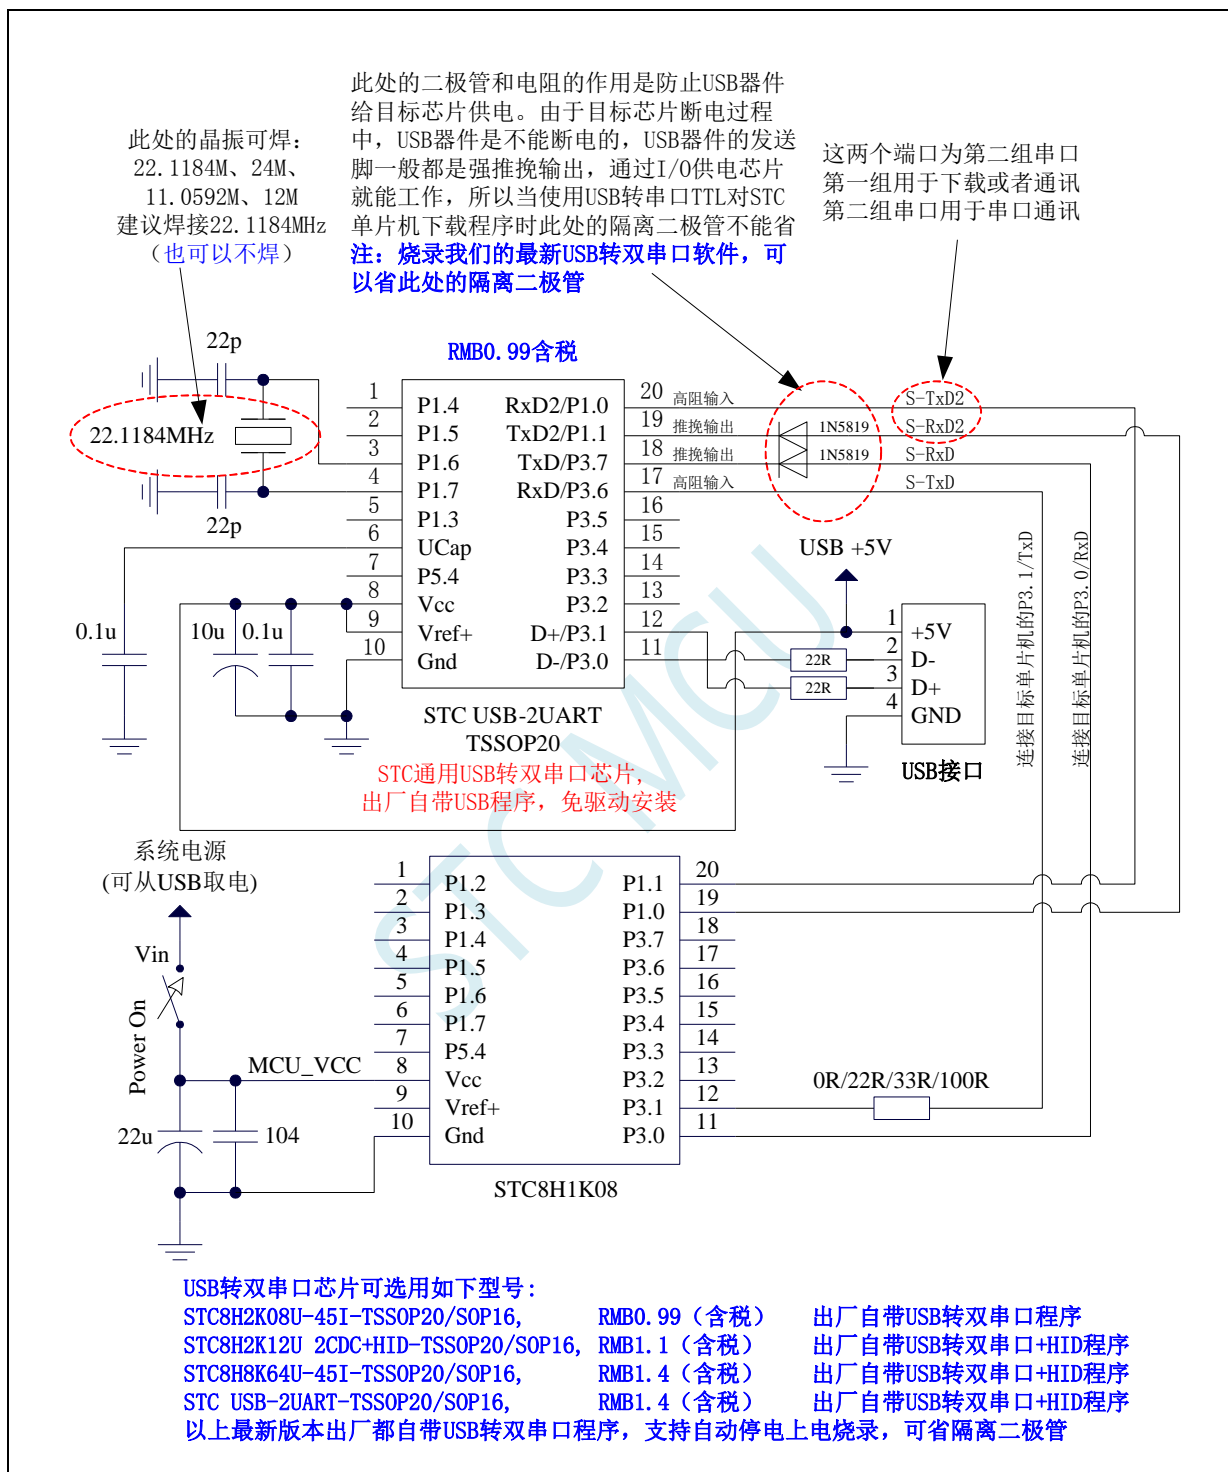 此处的二极管和电阻的作用是防止USB器件
给目标芯片供电。由于目标芯片断电过程
中，USB器件是不能断电的，USB器件的发送
脚一般都是强推挽输出，通过I/O供电芯片
就能工作，所以当使用USB转串口TTL对STC
单片机下载程序时此处的隔离二极管不能省
注：烧录我们的最新USB转双串口软件，可
以省此处的隔离二极管
此处的晶振可焊：
22.1184M、24M、
11.0592M、12M
建议焊接22.1184MHz
（也可以不焊）
这两个端口为第二组串口
第一组用于下载或者通讯
第二组串口用于串口通讯
22p
22.1184MHz
22p
RMB0.99含税
1 P1.4
2 P1.5
3 P1.6
4 P1.7
5 P1.3
6 UCap
7 P5.4
8 Vcc
9 Vref+
10 Gnd
RxD2/P1.0 20 高阻输入 S-TxD2
TxD2/P1.1 19 推挽输出 1N5819 S-RxD2
TxD/P3.7 18 推挽输出 1N5819 S-RxD
RxD/P3.6 17 高阻输入 S-TxD
P3.5 16
P3.4 15
P3.3 14
P3.2 13
D+/P3.1 12
D-/P3.0 11
STC USB-2UART
TSSOP20
STC通用USB转双串口芯片,
出厂自带USB程序，免驱动安装
0.1u
10u
0.1u
USB +5V
22R
22R
1 +5V
2 D-
3 D+
4 GND
USB接口
连接目标单片机的P3.1/TxD
连接目标单片机的P3.0/RxD
STC MCU
系统电源
(可从USB取电)
Vin
Power On
MCU_VCC
22u
104
1 P1.2
2 P1.3
3 P1.4
4 P1.5
5 P1.6
6 P1.7
7 P5.4
8 Vcc
9 Vref+
10 Gnd
P1.1 20
P1.0 19
P3.7 18
P3.6 17
P3.5 16
P3.4 15
P3.3 14
P3.2 13
P3.1 12
P3.0 11
0R/22R/33R/100R
STC8H1K08
USB转双串口芯片可选用如下型号：
STC8H2K08U-45I-TSSOP20/SOP16, RMB0.99（含税） 出厂自带USB转双串口程序
STC8H2K12U 2CDC+HID-TSSOP20/SOP16, RMB1.1（含税） 出厂自带USB转双串口+HID程序
STC8H8K64U-45I-TSSOP20/SOP16, RMB1.4（含税） 出厂自带USB转双串口+HID程序
STC USB-2UART-TSSOP20/SOP16, RMB1.4（含税） 出厂自带USB转双串口+HID程序
以上最新版本出厂都自带USB转双串口程序，支持自动停电上电烧录，可省隔离二极管